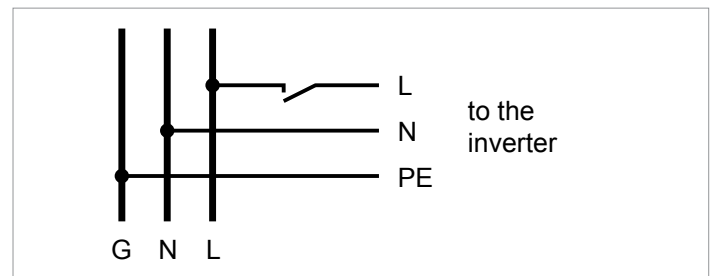 L
N
PE
to the
inverter
G N L